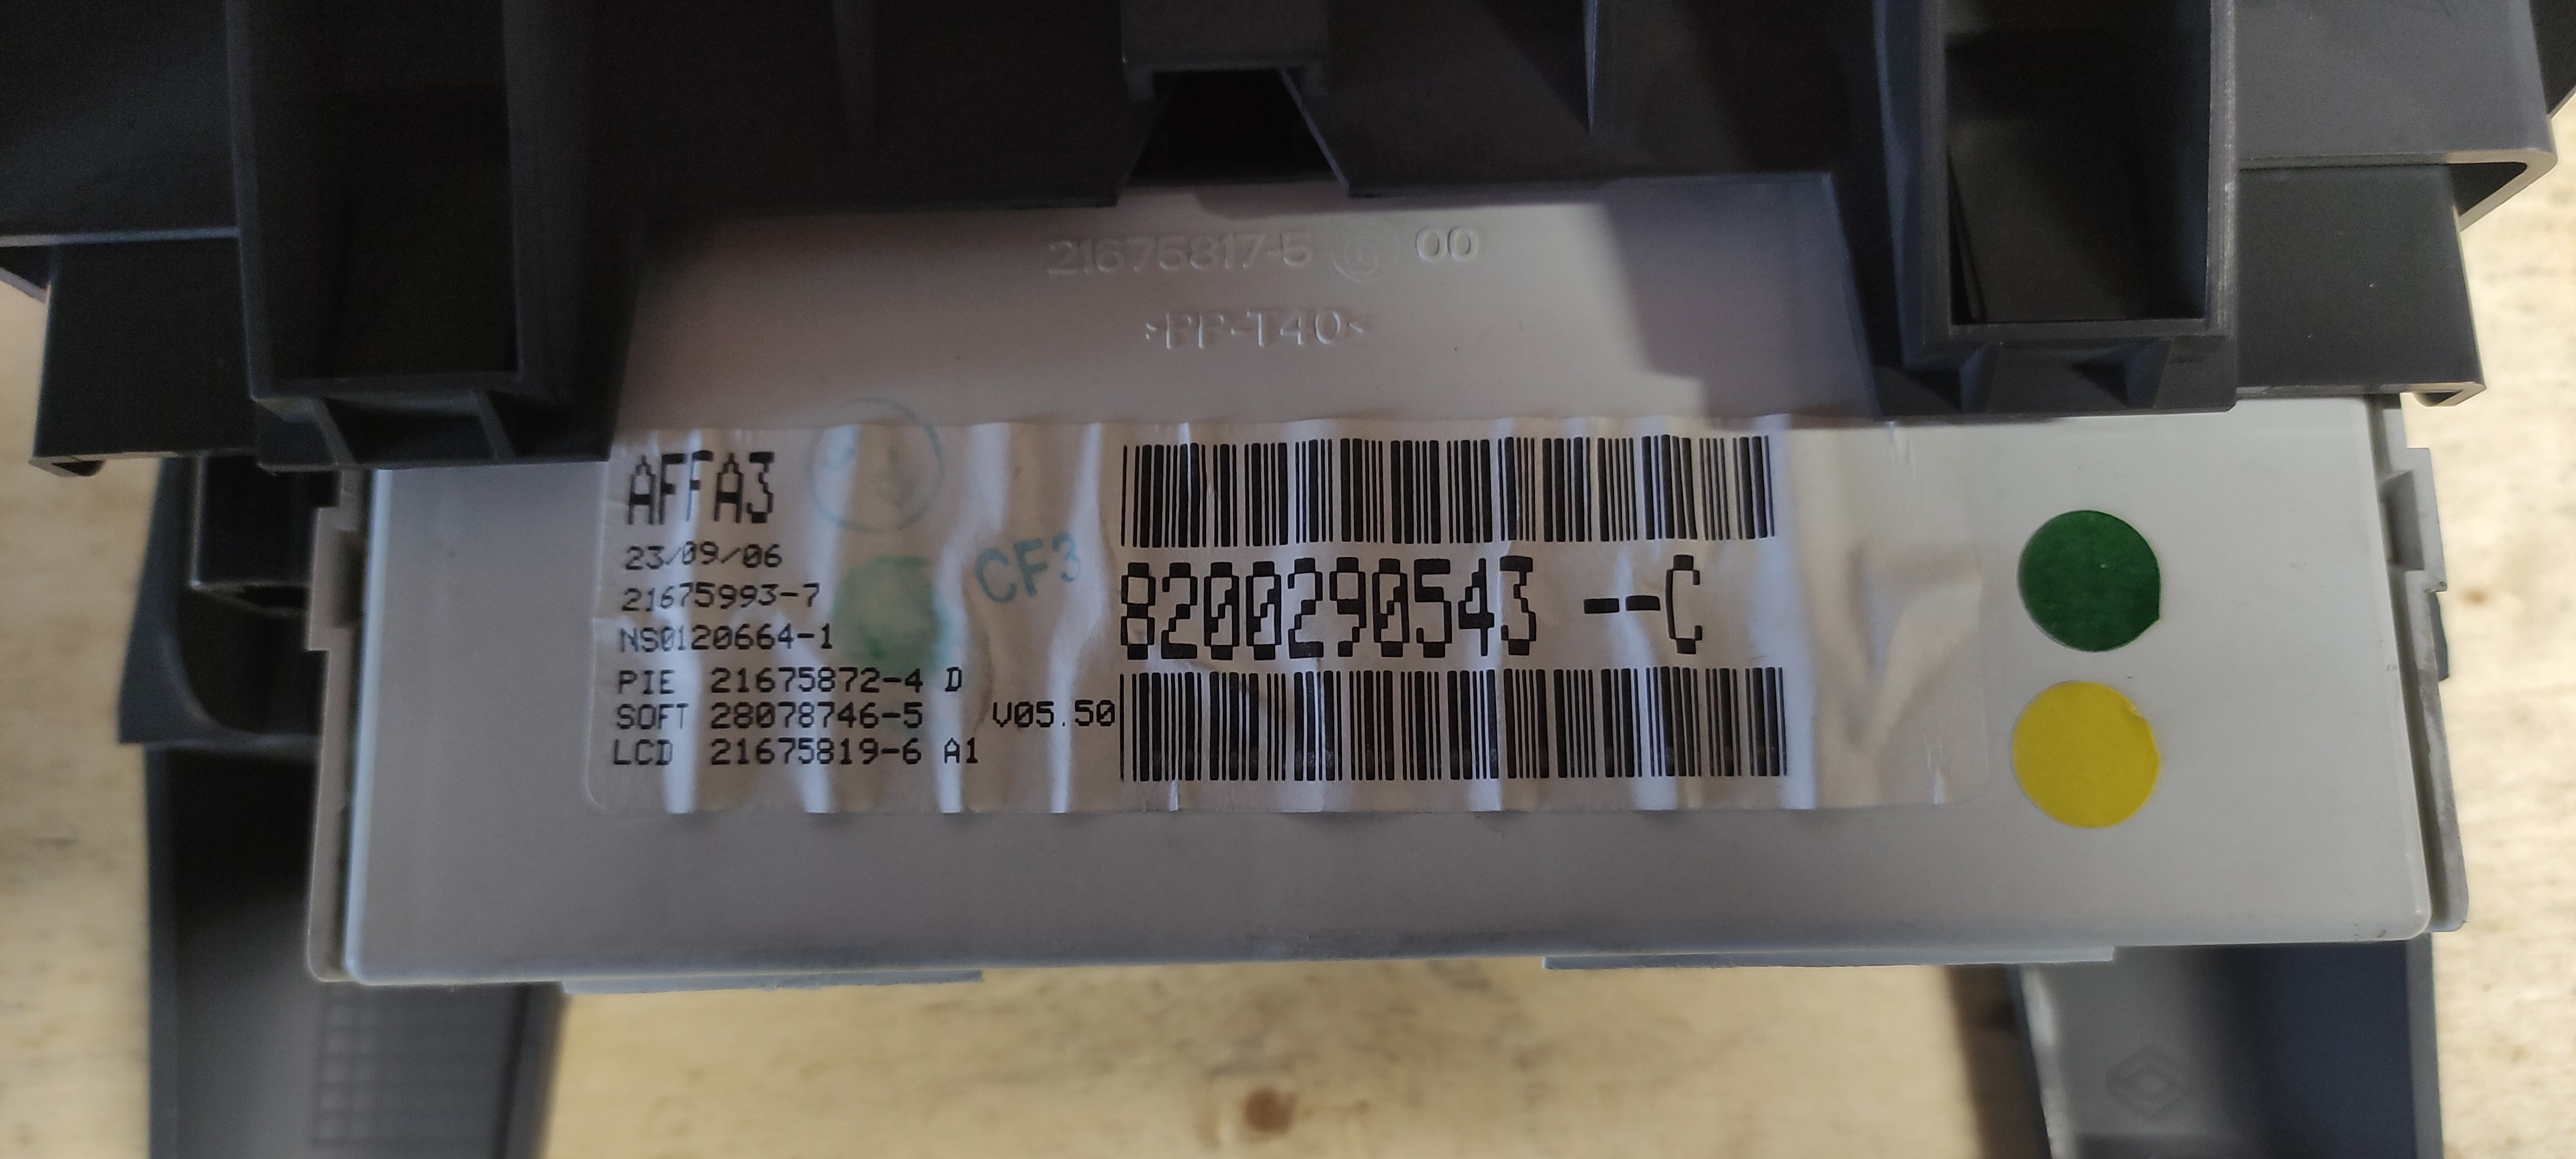 21675817-5 00
>PP-T40<
AFFA3
23/09/06
21675993-7
CF3
NS0120664-1
8200290543 --C
PIE 21675872-4 D
SOFT 28078746-5 V05.50
LCD 21675819-6 A1